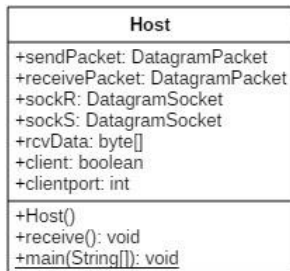 Host
+sendPacket: DatagramPacket
+receivePacket: DatagramPacket
+sockR: DatagramSocket
+sockS: DatagramSocket
+rcvData: byte[]
+client: boolean
+clientport: int
+Host()
+receive(): void
+main(String[]): void